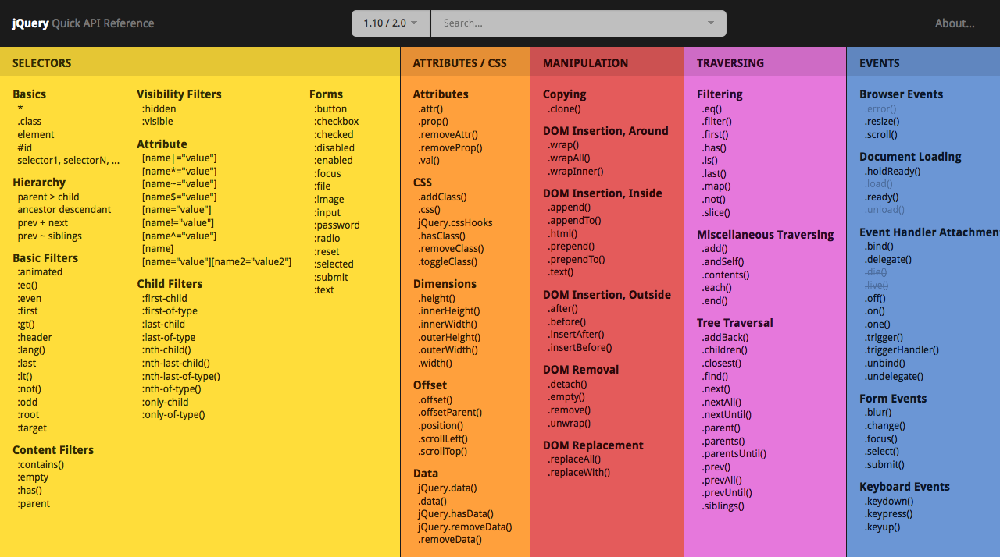 jQuery Quick API Reference
1.10 / 2.0
Search...
About...
SELECTORS
Basics
*
.class
element
#id
selector1, selectorN, ...
Hierarchy
parent > child
ancestor descendant
prev + next
prev ~ siblings
Basic Filters
:animated
:eq()
:even
:first
:gt()
:header
:lang()
:last
:lt()
:not()
:odd
:root
:target
Content Filters
:contains()
:empty
:has()
:parent
Visibility Filters
:hidden
:visible
Attribute
[name|="value"]
[name*="value"]
[name~="value"]
[name$="value"]
[name="value"]
[name!="value"]
[name^="value"]
[name]
[name="value"][name2="value2"]
Child Filters
:first-child
:first-of-type
:last-child
:last-of-type
:nth-child()
:nth-last-child()
:nth-last-of-type()
:nth-of-type()
:only-child
:only-of-type()
Forms
:button
:checkbox
:checked
:disabled
:enabled
:focus
:file
:image
:input
:password
:radio
:reset
:selected
:submit
:text
ATTRIBUTES / CSS
Attributes
.attr()
.prop()
.removeAttr()
.removeProp()
.val()
CSS
.addClass()
.css()
jQuery.cssHooks
.hasClass()
.removeClass()
.toggleClass()
Dimensions
.height()
.innerHeight()
.innerWidth()
.outerHeight()
.outerWidth()
.width()
Offset
.offset()
.offsetParent()
.position()
.scrollLeft()
.scrollTop()
Data
jQuery.data()
.data()
jQuery.hasData()
jQuery.removeData()
.removeData()
MANIPULATION
Copying
.clone()
DOM Insertion, Around
.wrap()
.wrapAll()
.wrapInner()
DOM Insertion, Inside
.append()
.appendTo()
.html()
.prepend()
.prependTo()
.text()
DOM Insertion, Outside
.after()
.before()
.insertAfter()
.insertBefore()
DOM Removal
.detach()
.empty()
.remove()
.unwrap()
DOM Replacement
.replaceAll()
.replaceWith()
TRAVERSING
Filtering
.eq()
.filter()
.first()
.has()
.is()
.last()
.map()
.not()
.slice()
Miscellaneous Traversing
.add()
.andSelf()
.contents()
.each()
.end()
Tree Traversal
.addBack()
.children()
.closest()
.find()
.next()
.nextAll()
.nextUntil()
.parent()
.parents()
.parentsUntil()
.prev()
.prevAll()
.prevUntil()
.siblings()
EVENTS
Browser Events
.error()
.resize()
.scroll()
Document Loading
.holdReady()
.load()
.ready()
.unload()
Event Handler Attachmen
.bind()
.delegate()
.die()
.live()
.off()
.on()
.one()
.trigger()
.triggerHandler()
.unbind()
.undelegate()
Form Events
.blur()
.change()
.focus()
.select()
.submit()
Keyboard Events
.keydown()
.keypress()
.keyup()